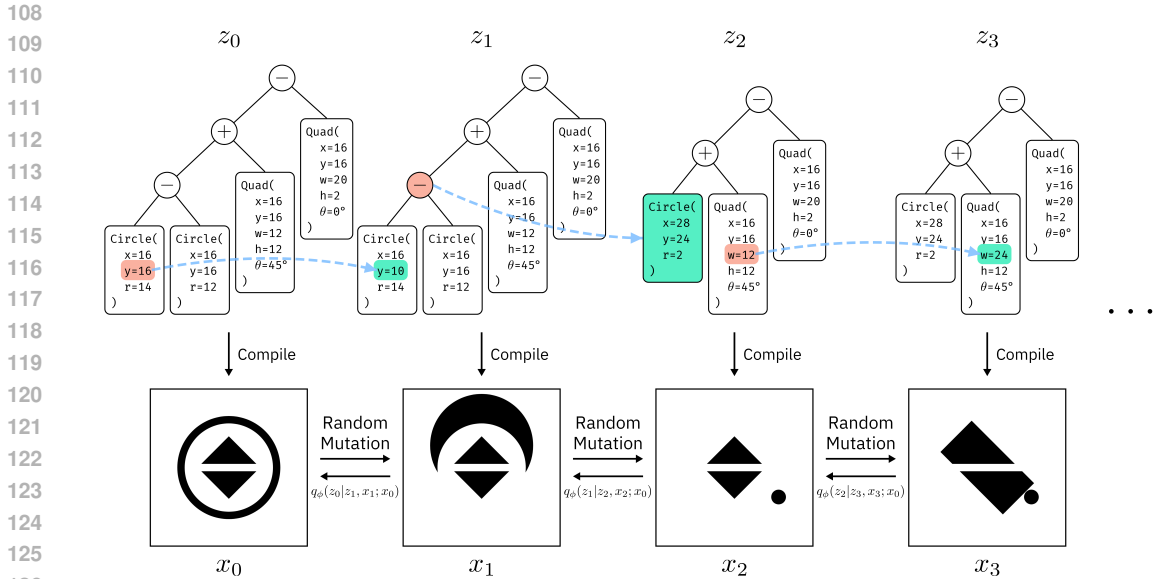 108
109
110
111
112
113
114
115
116
117
118
119
120
121
122
123
124
125
z₀
−
+
−
Circle(
x=16
y=16
r=14
)
Circle(
x=16
y=16
r=12
)
Quad(
x=16
y=16
w=12
h=12
θ=45°
)
Quad(
x=16
y=16
w=20
h=2
θ=0°
)
z₁
−
+
−
Circle(
x=16
y=10
r=14
)
Circle(
x=16
y=16
r=12
)
Quad(
x=16
y=16
w=12
h=12
θ=45°
)
Quad(
x=16
y=16
w=20
h=2
θ=0°
)
z₂
−
+
Circle(
x=28
y=24
r=2
)
Quad(
x=16
y=16
w=12
h=12
θ=45°
)
Quad(
x=16
y=16
w=20
h=2
θ=0°
)
z₃
−
+
Circle(
x=28
y=24
r=2
)
Quad(
x=16
y=16
w=24
h=12
θ=45°
)
Quad(
x=16
y=16
w=20
h=2
θ=0°
)
. . .
Compile
Compile
Compile
Compile
Random
Mutation
qϕ(z₀|z₁, x₁; x₀)
Random
Mutation
qϕ(z₁|z₂, x₂; x₀)
Random
Mutation
qϕ(z₂|z₃, x₃; x₀)
x₀
x₁
x₂
x₃